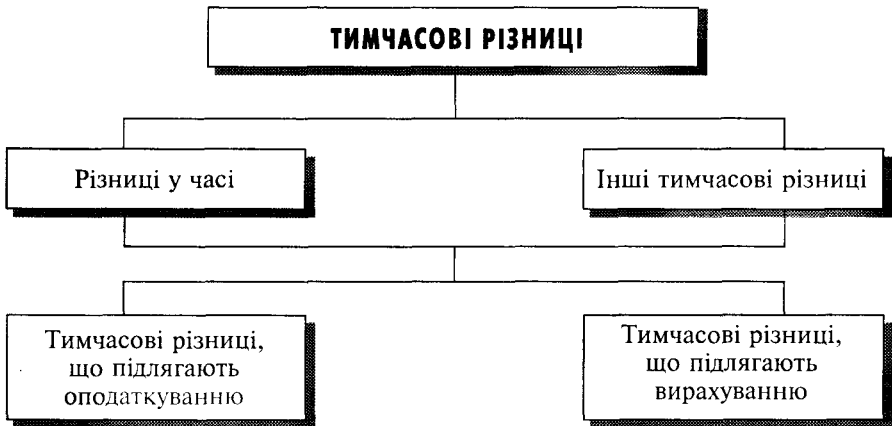 ТИМЧАСОВІ РІЗНИЦІ
Різниці у часі
Інші тимчасові різниці
Тимчасові різниці,
що підлягають
оподаткуванню
Тимчасові різниці,
що підлягають
вирахуванню